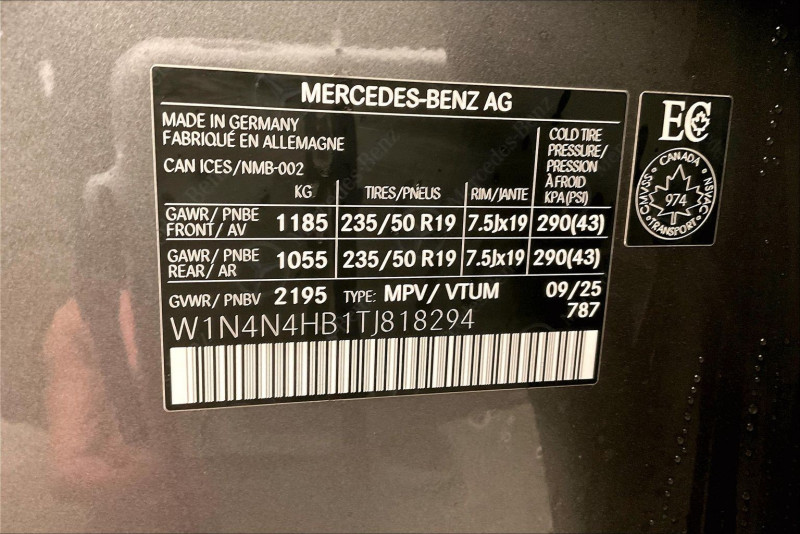 MERCEDES-BENZ AG
MADE IN GERMANY
FABRIQUÉ EN ALLEMAGNE
CAN ICES/NMB-002
COLD TIRE
PRESSURE/
PRESSION
À FROID
KPA(PSI)
KG TIRES/PNEUS RIM/JANTE
GAWR/ PNBE
FRONT/ AV 1185 235/50 R19 7.5Jx19 290(43)
GAWR/ PNBE
REAR/ AR 1055 235/50 R19 7.5Jx19 290(43)
GVWR/ PNBV 2195 TYPE: MPV/ VTUM 09/25
787
W1N4N4HB1TJ818294
EC
CANADA
CMVSS NSVAC
974
TRANSPORT